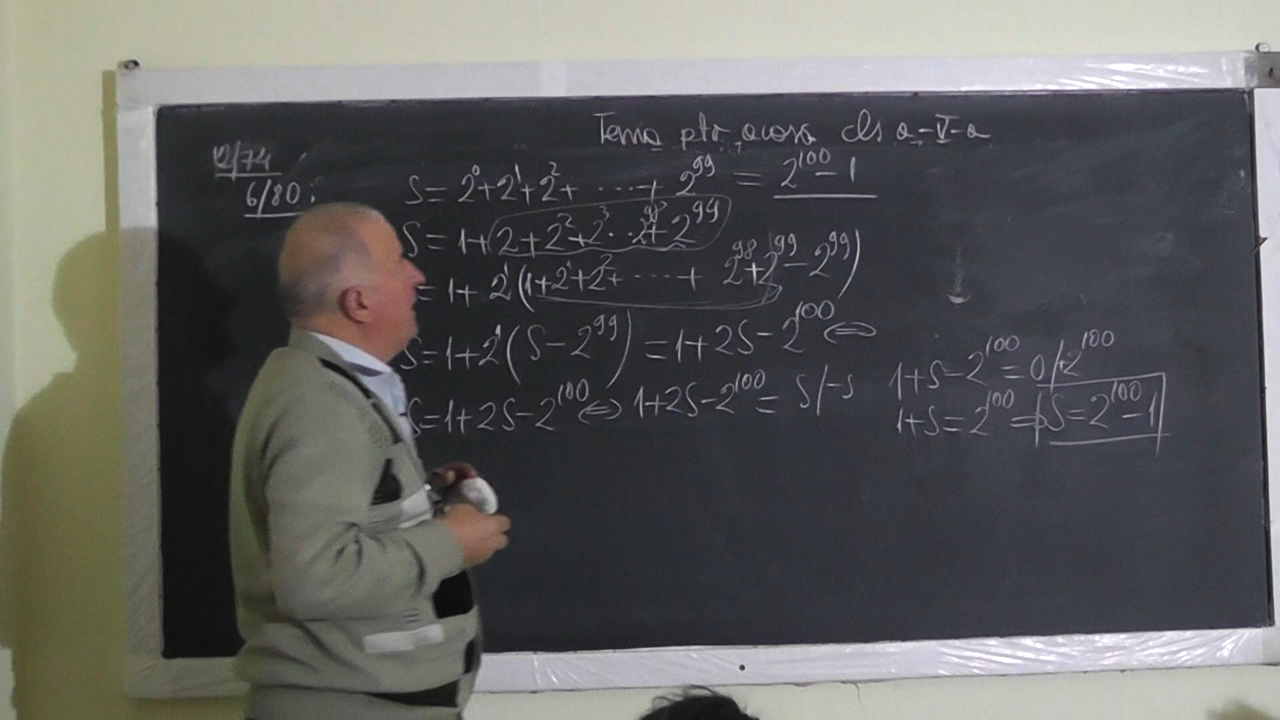 Tema ptr. acasa cls a-V-a
12/74
6/80:
S=2⁰+2¹+2²+.....+2⁹⁹=2¹⁰⁰-1
S=1+(2+2²+2³...2⁹⁸+2⁹⁹)
=1+2¹(1+2¹+2²+.....+2⁹⁸+2⁹⁹-2⁹⁹)
S=1+2¹(S-2⁹⁹)=1+2S-2¹⁰⁰⇔
S=1+2S-2¹⁰⁰⇔1+2S-2¹⁰⁰=S/-S
1+S-2¹⁰⁰=0/+2¹⁰⁰
1+S=2¹⁰⁰⇒S=2¹⁰⁰-1